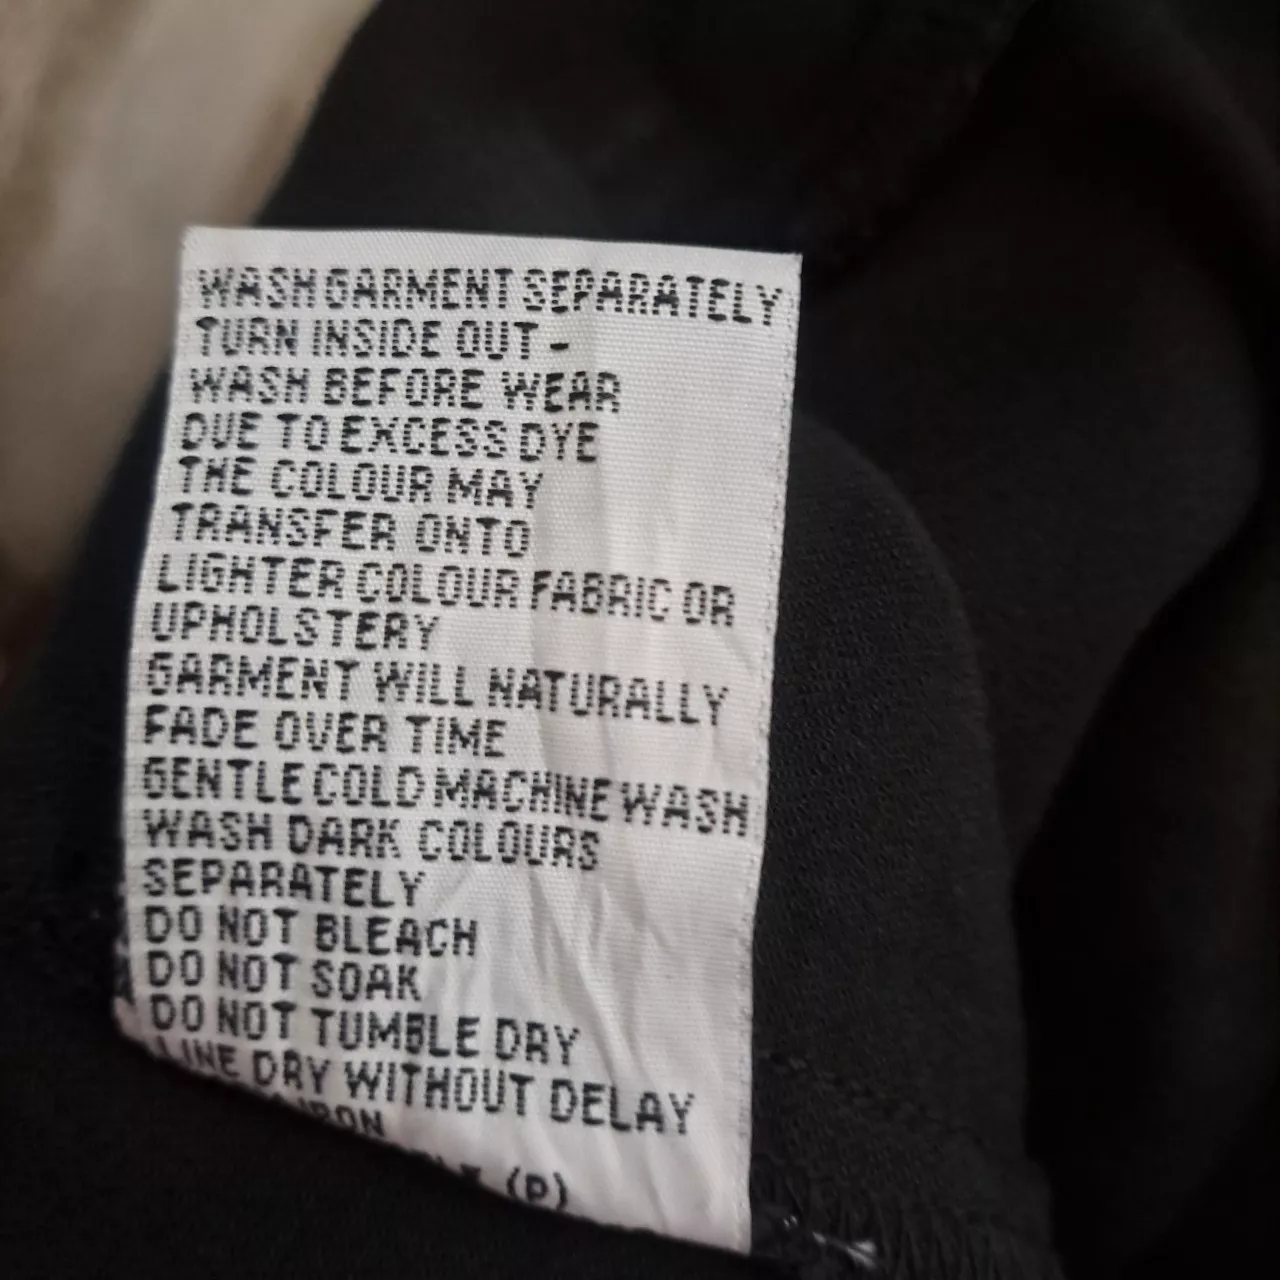 WASH GARMENT SEPARATELY
TURN INSIDE OUT -
WASH BEFORE WEAR
DUE TO EXCESS DYE
THE COLOUR MAY
TRANSFER ONTO
LIGHTER COLOUR FABRIC OR
UPHOLSTERY
GARMENT WILL NATURALLY
FADE OVER TIME
GENTLE COLD MACHINE WASH
WASH DARK COLOURS
SEPARATELY
DO NOT BLEACH
DO NOT SOAK
DO NOT TUMBLE DRY
LINE DRY WITHOUT DELAY
IRON
(P)